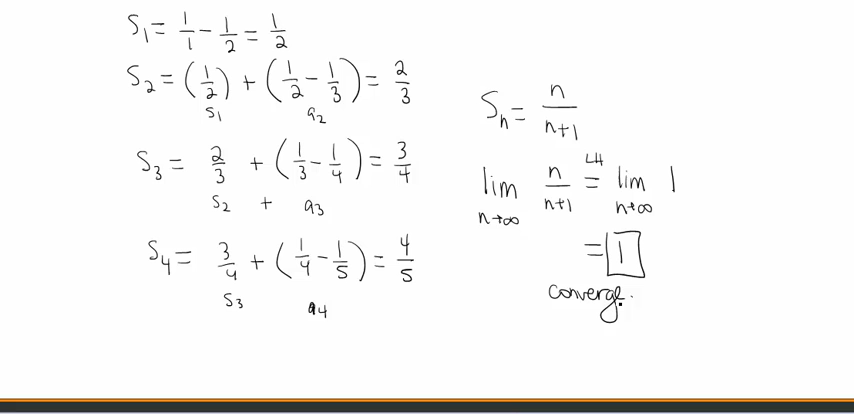 S₁ = 1/1 - 1/2 = 1/2
S₂ = (1/2) + (1/2 - 1/3) = 2/3
S₁ a₂
S₃ = 2/3 + (1/3 - 1/4) = 3/4
S₂ + a₃
S₄ = 3/4 + (1/4 - 1/5) = 4/5
S₃ a₄
Sₙ = n/n+1
lim n→∞ n/n+1 =ᴸᴴ lim n→∞ 1
= 1
converge.